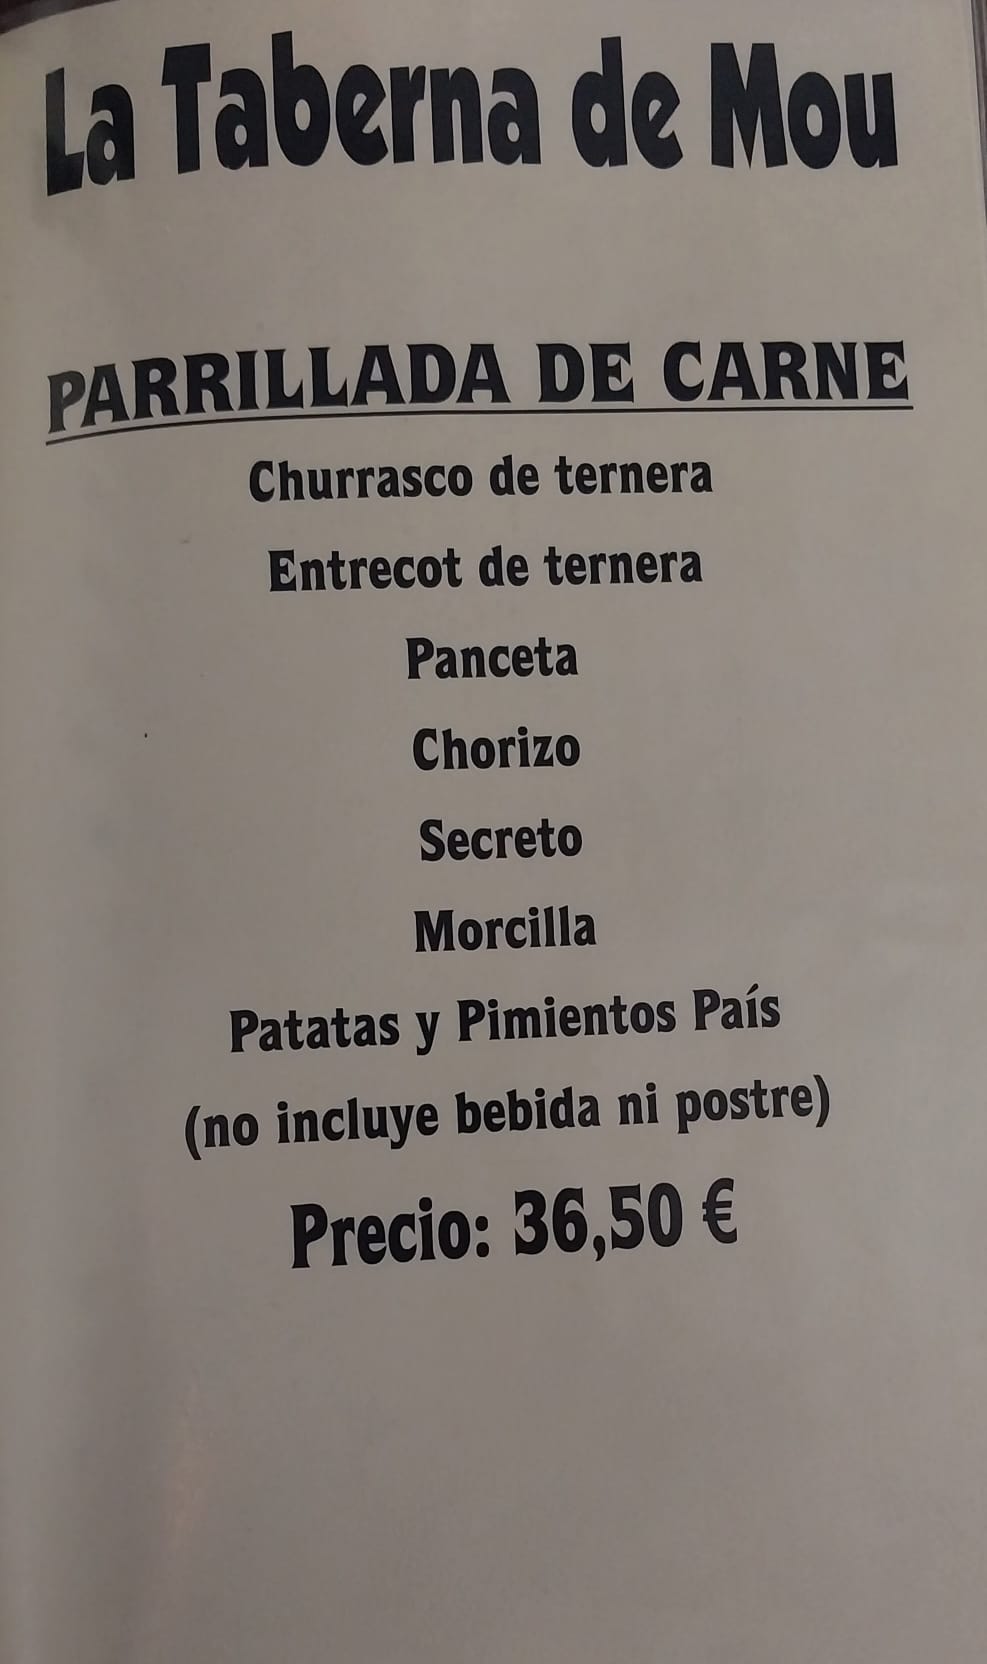 La Taberna de Mou
PARRILLADA DE CARNE
Churrasco de ternera
Entrecot de ternera
Panceta
Chorizo
Secreto
Morcilla
Patatas y Pimientos País
(no incluye bebida ni postre)
Precio: 36,50 €